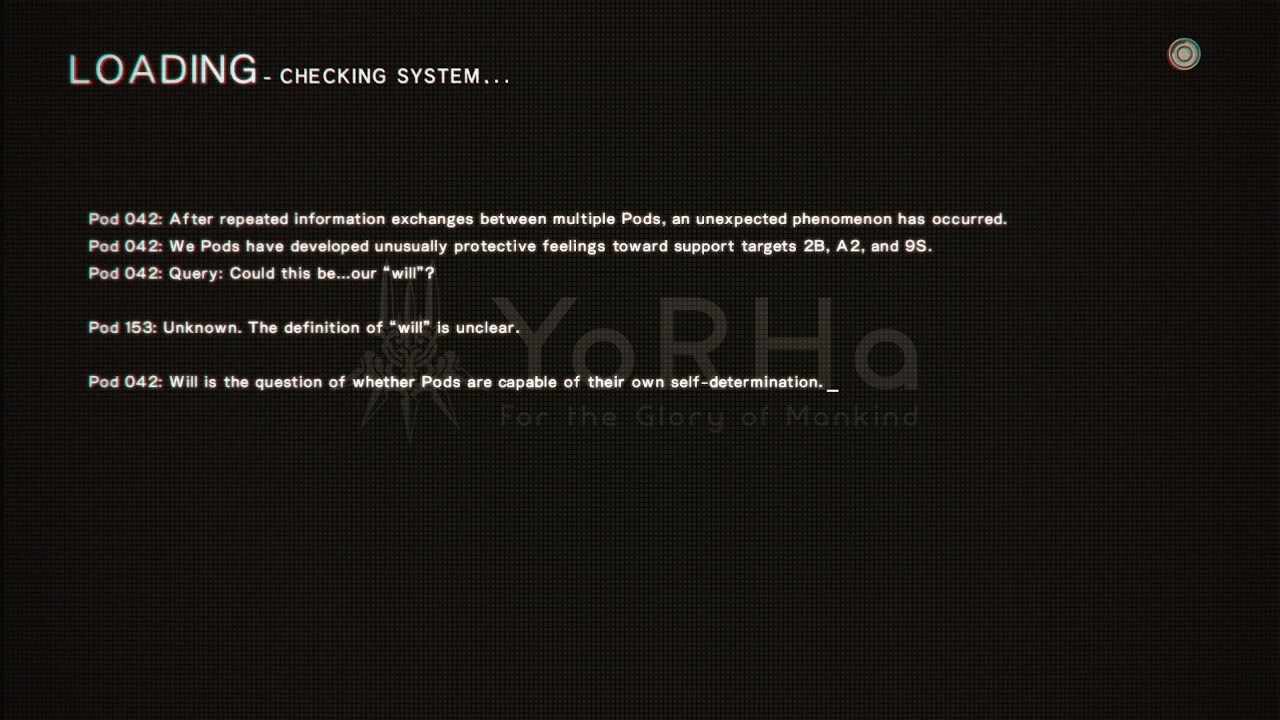 LOADING - CHECKING SYSTEM...
Pod 042: After repeated information exchanges between multiple Pods, an unexpected phenomenon has occurred.
Pod 042: We Pods have developed unusually protective feelings toward support targets 2B, A2, and 9S.
Pod 042: Query: Could this be...our “will”?
Pod 153: Unknown. The definition of “will” is unclear.
Pod 042: Will is the question of whether Pods are capable of their own self-determination._
YoRHa
For the Glory of Mankind